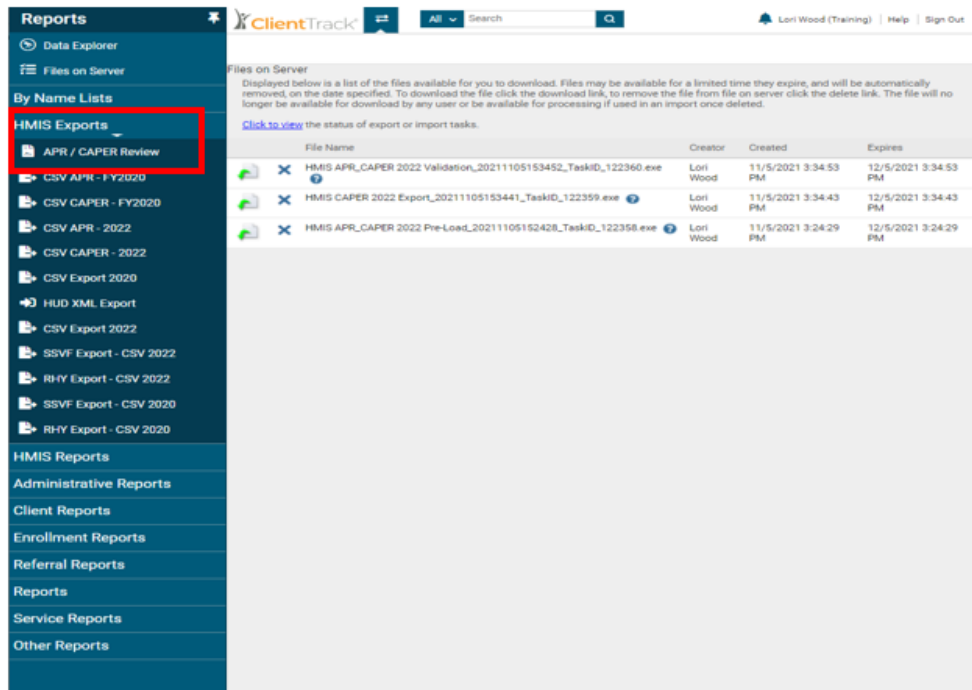 Reports
Data Explorer
Files on Server
By Name Lists
HMIS Exports
APR / CAPER Review
CSV APR - FY2020
CSV CAPER - FY2020
CSV APR - 2022
CSV CAPER - 2022
CSV Export 2020
HUD XML Export
CSV Export 2022
SSVF Export - CSV 2022
RHY Export - CSV 2022
SSVF Export - CSV 2020
RHY Export - CSV 2020
HMIS Reports
Administrative Reports
Client Reports
Enrollment Reports
Referral Reports
Reports
Service Reports
Other Reports
ClientTrack All Search Lori Wood (Training) | Help | Sign Out
Files on Server
Displayed below is a list of the files available for you to download. Files may be available for a limited time they expire, and will be automatically
removed, on the date specified. To download the file click the download link, to remove the file from file on server click the delete link. The file will no
longer be available for download by any user or be available for processing if used in an import once deleted.
Click to view the status of export or import tasks.
File Name Creator Created Expires
HMIS APR_CAPER 2022 Validation_20211105153452_TaskID_122360.exe Lori 11/5/2021 3:34:53 12/5/2021 3:34:53
Wood PM PM
HMIS CAPER 2022 Export_20211105153441_TaskID_122359.exe Lori 11/5/2021 3:34:43 12/5/2021 3:34:43
Wood PM PM
HMIS APR_CAPER 2022 Pre-Load_20211105152428_TaskID_122358.exe Lori 11/5/2021 3:24:29 12/5/2021 3:24:29
Wood PM PM